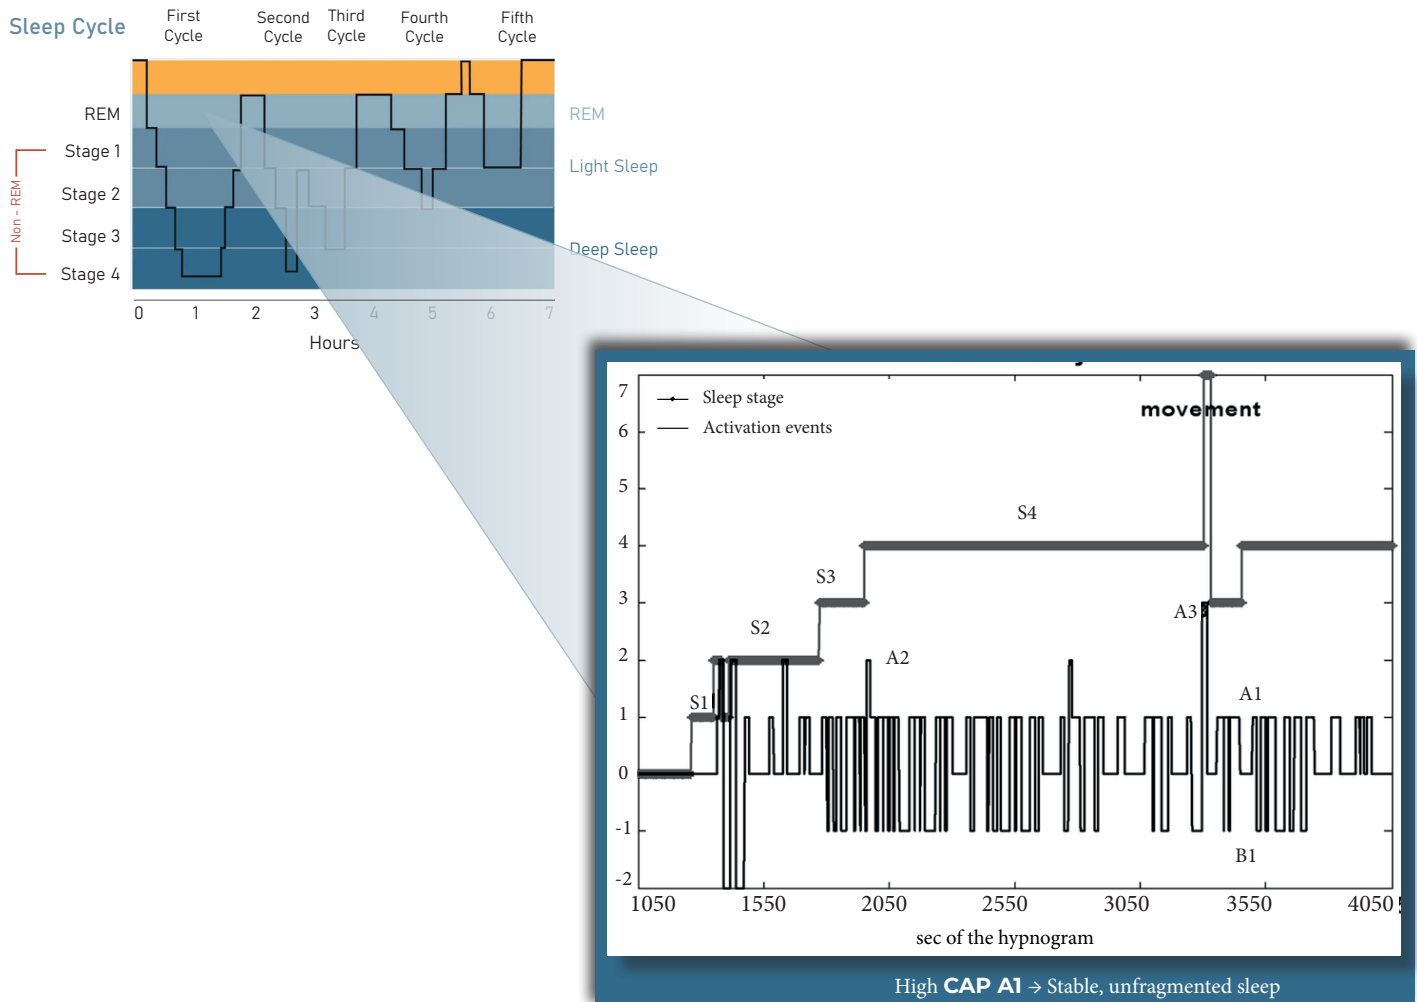 Sleep Cycle
First
Cycle
Second
Cycle
Third
Cycle
Fourth
Cycle
Fifth
Cycle
REM
Stage 1
Stage 2
Stage 3
Stage 4
Non - REM
REM
Light Sleep
Deep Sleep
0 1 2 3 4 5 6 7
Hours
7
6
5
4
3
2
1
0
-1
-2
Sleep stage
Activation events
movement
S4
S3
S2
S1
A3
A2
A1
B1
1050 1550 2050 2550 3050 3550 4050
sec of the hypnogram
High CAP A1 → Stable, unfragmented sleep